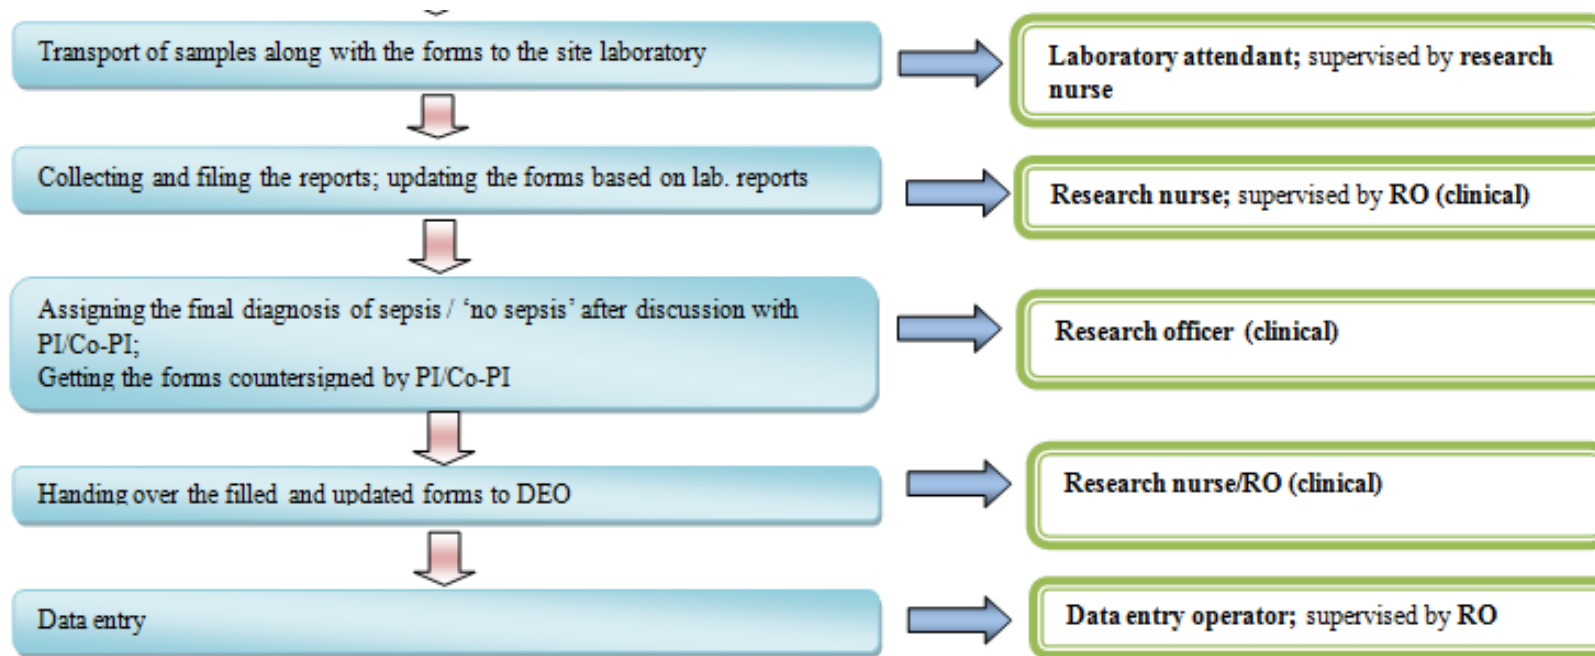 Transport of samples along with the forms to the site laboratory
Laboratory attendant; supervised by research
nurse
Collecting and filing the reports; updating the forms based on lab. reports
Research nurse; supervised by RO (clinical)
Assigning the final diagnosis of sepsis / ‘no sepsis’ after discussion with
PI/Co-PI;
Getting the forms countersigned by PI/Co-PI
Research officer (clinical)
Handing over the filled and updated forms to DEO
Research nurse/RO (clinical)
Data entry
Data entry operator; supervised by RO